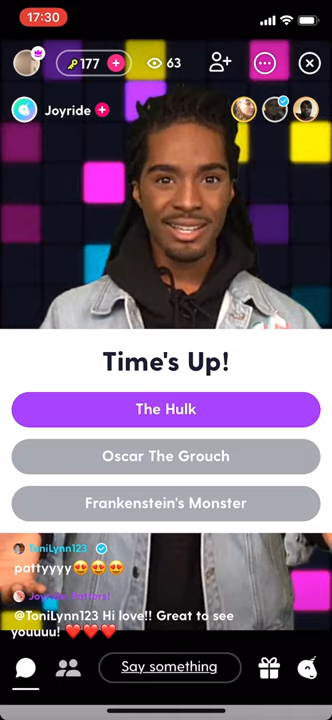 17:30
177
63
Joyride
Time's Up!
The Hulk
Oscar The Grouch
Frankenstein's Monster
ToniLynn123
pattyyyy😍😍😍
@ToniLynn123 Hi love!! Great to see
youuuu! ❤️❤️❤️
Say something